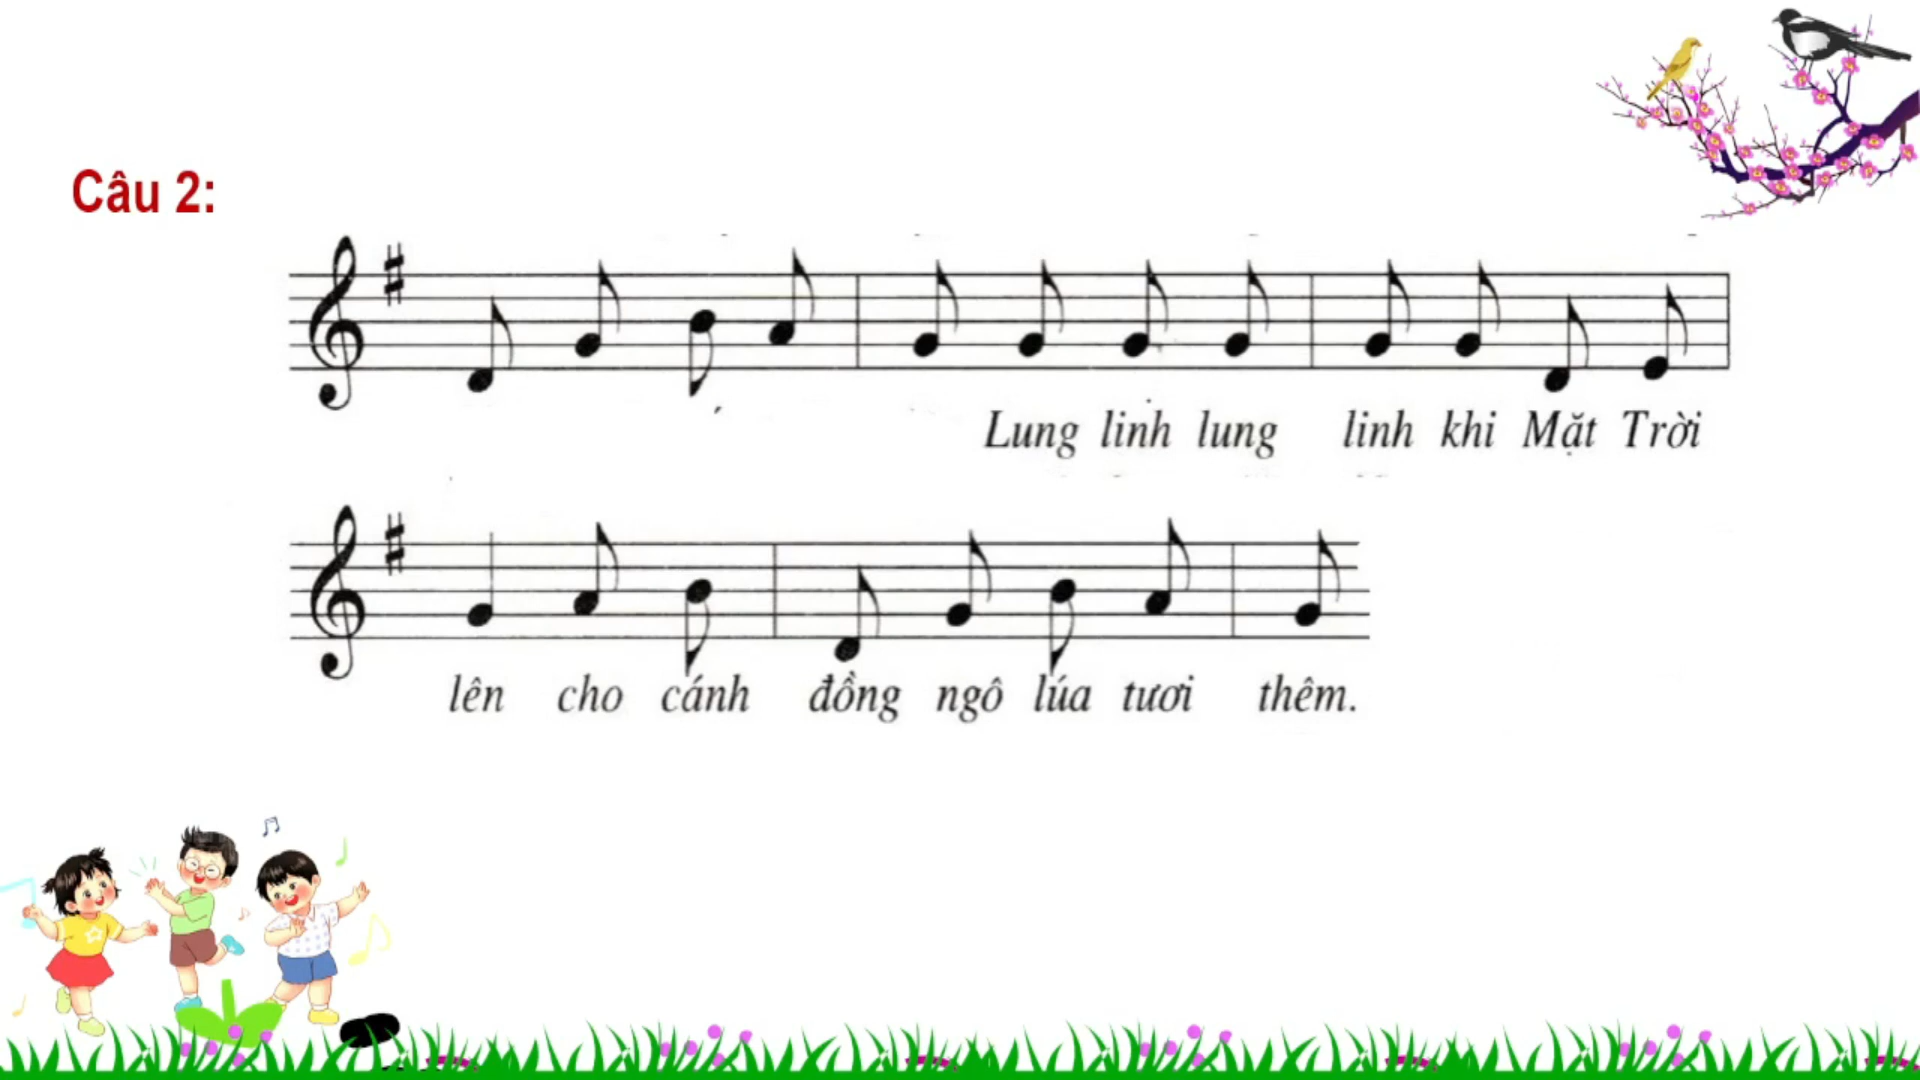 Câu 2:
Lung linh lung linh khi Mặt Trời
lên cho cánh đồng ngô lúa tươi thêm.